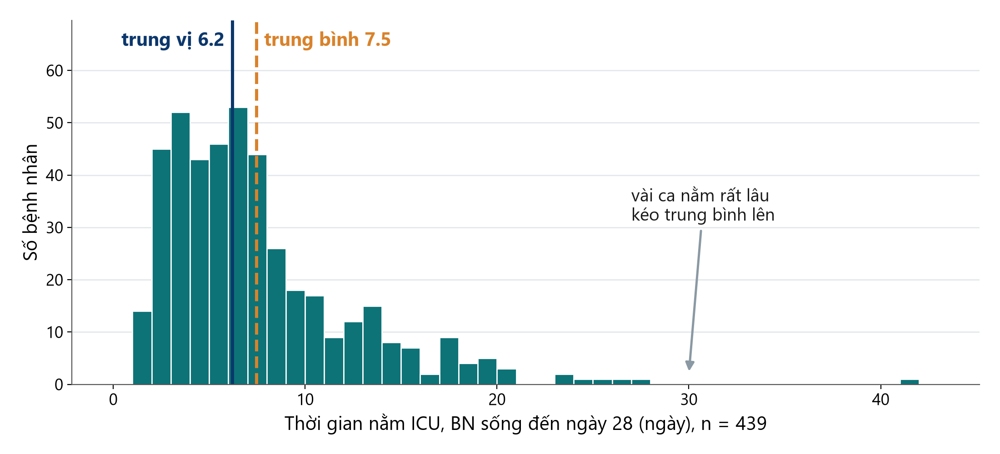 trung vị 6.2
trung bình 7.5
60
50
40
30
20
10
0
Số bệnh nhân
vài ca nằm rất lâu
kéo trung bình lên
0 10 20 30 40
Thời gian nằm ICU, BN sống đến ngày 28 (ngày), n = 439